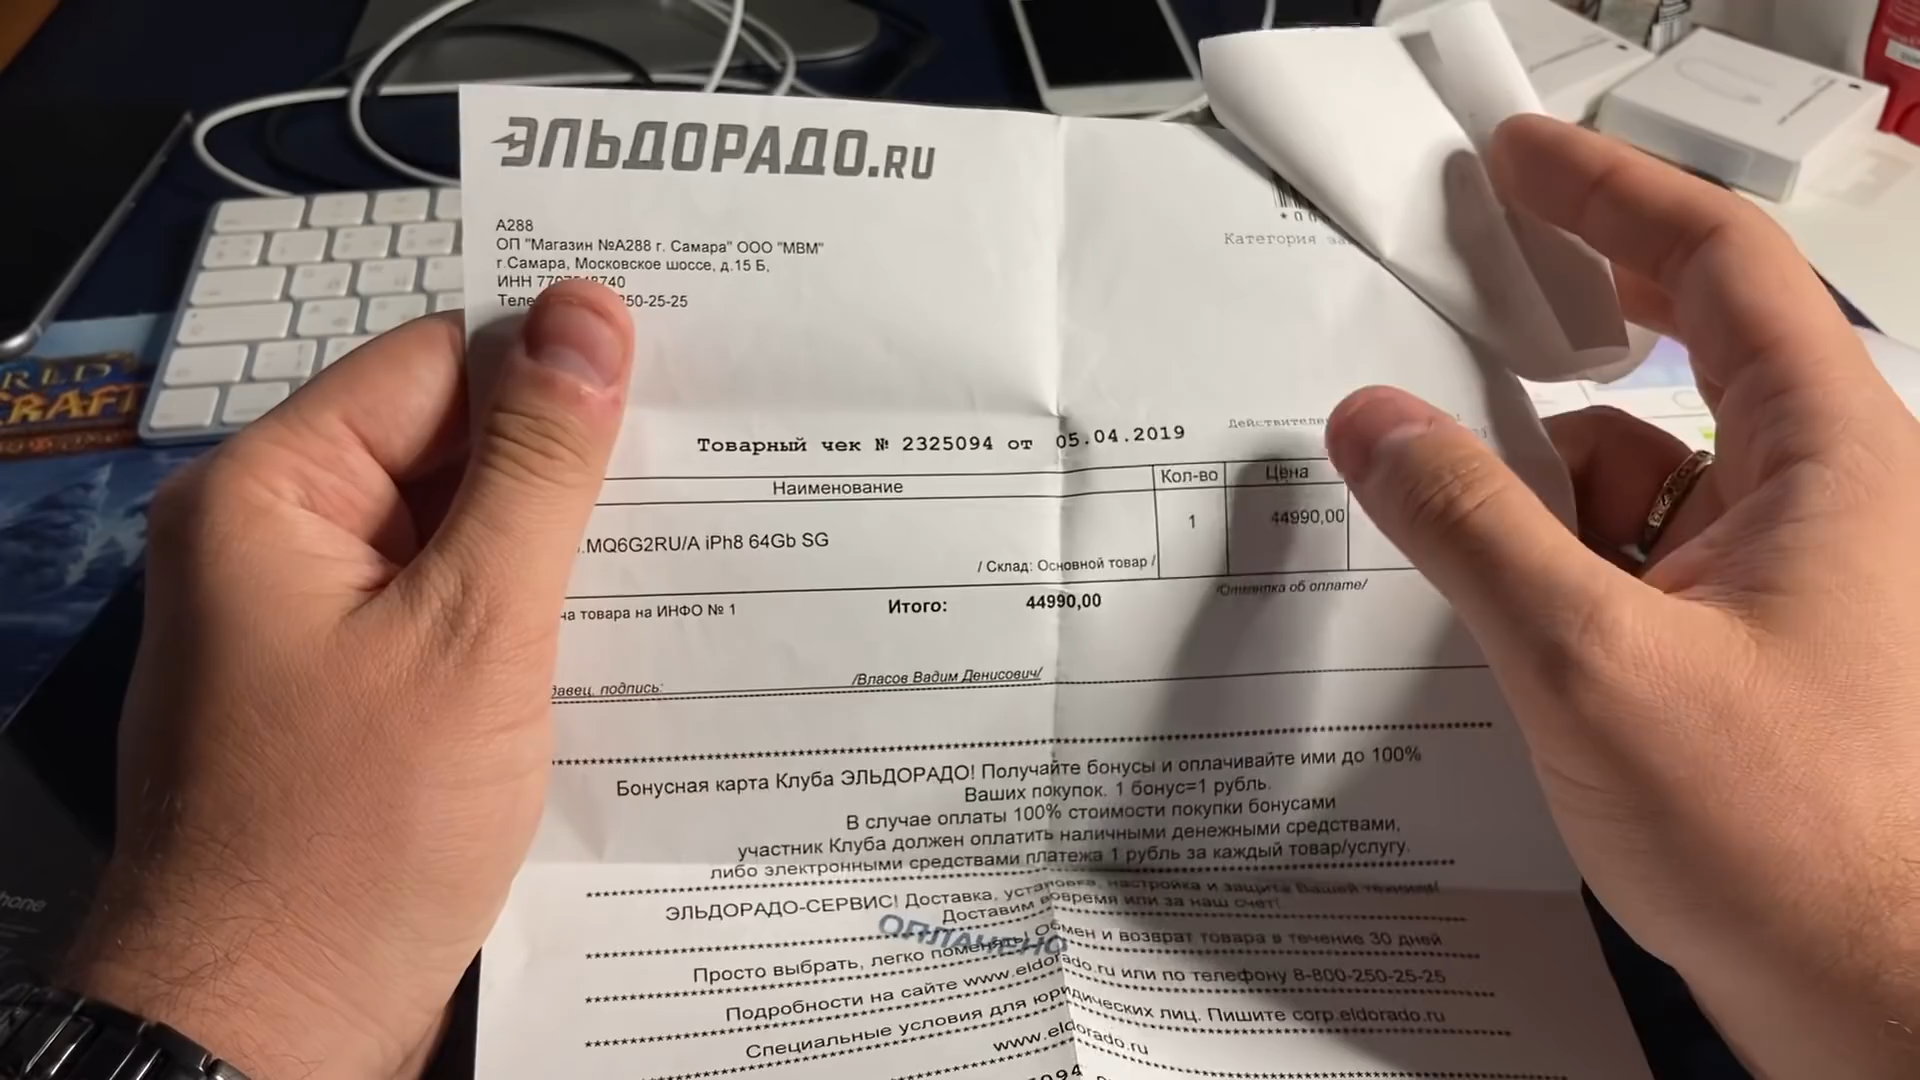 ЭЛЬДОРАДО.RU
А288
ОП "Магазин №А288 г. Самара" ООО "МВМ"
г.Самара, Московское шоссе, д.15 Б,
ИНН
250-25-25
Категория
Товарный чек № 2325094 от 05.04.2019
Наименование
Кол-во
Цена
.MQ6G2RU/A iPh8 64Gb SG
1
44990,00
/ Склад: Основной товар /
на товара на ИНФО № 1
Итого:
44990,00
/Отметка об оплате/
давец. подпись:
/Власов Вадим Денисович/
Бонусная карта Клуба ЭЛЬДОРАДО! Получайте бонусы и оплачивайте ими до 100%
Ваших покупок. 1 бонус=1 рубль.
В случае оплаты 100% стоимости покупки бонусами
участник Клуба должен оплатить наличными денежными средствами,
либо электронными средствами платежа 1 рубль за каждый товар/услугу.
ЭЛЬДОРАДО-СЕРВИС! Доставка, установка, настройка и защита Вашей техники!
Доставим вовремя или за наш счет!
ОПЛАЧЕНО
Просто выбрать, легко поменять! Обмен и возврат товара в течение 30 дней
Подробности на сайте www.eldorado.ru или по телефону 8-800-250-25-25
Специальные условия для юридических лиц. Пишите corp.eldorado.ru
www.eldorado.ru